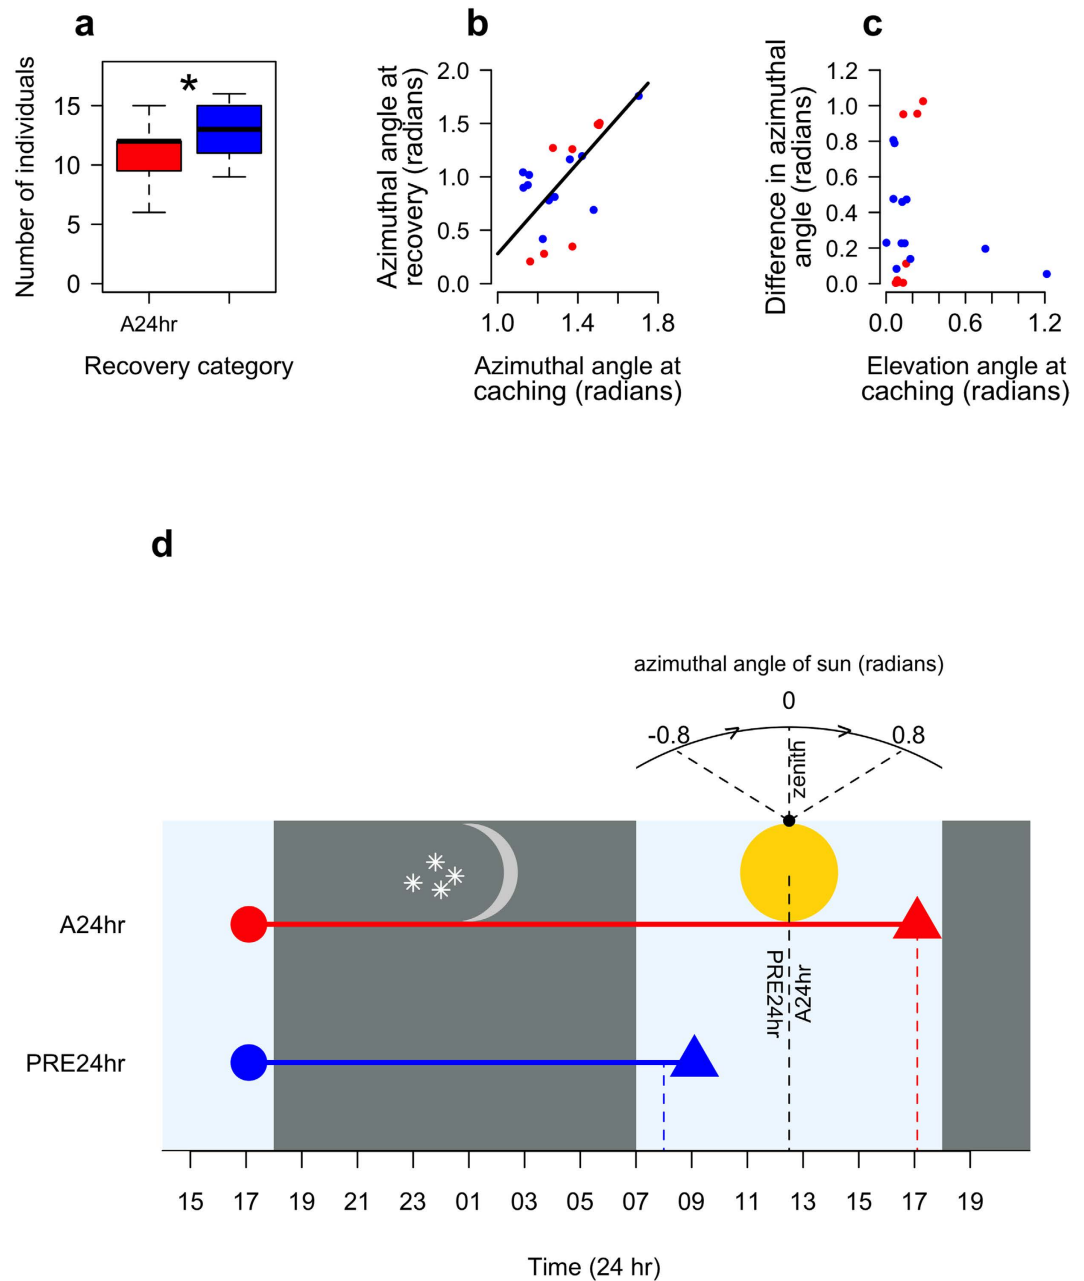 a
Number of individuals
15
10
5
0
*
A24hr
Recovery category
b
Azimuthal angle at
recovery (radians)
2.0
1.5
1.0
0.5
0.0
1.0 1.4 1.8
Azimuthal angle at
caching (radians)
c
Difference in azimuthal
angle (radians)
1.2
1.0
0.8
0.6
0.4
0.2
0.0
0.0 0.6 1.2
Elevation angle at
caching (radians)
d
azimuthal angle of sun (radians)
0
-0.8
0.8
zenith
A24hr
PRE24hr
PRE24hr
A24hr
15 17 19 21 23 01 03 05 07 09 11 13 15 17 19
Time (24 hr)